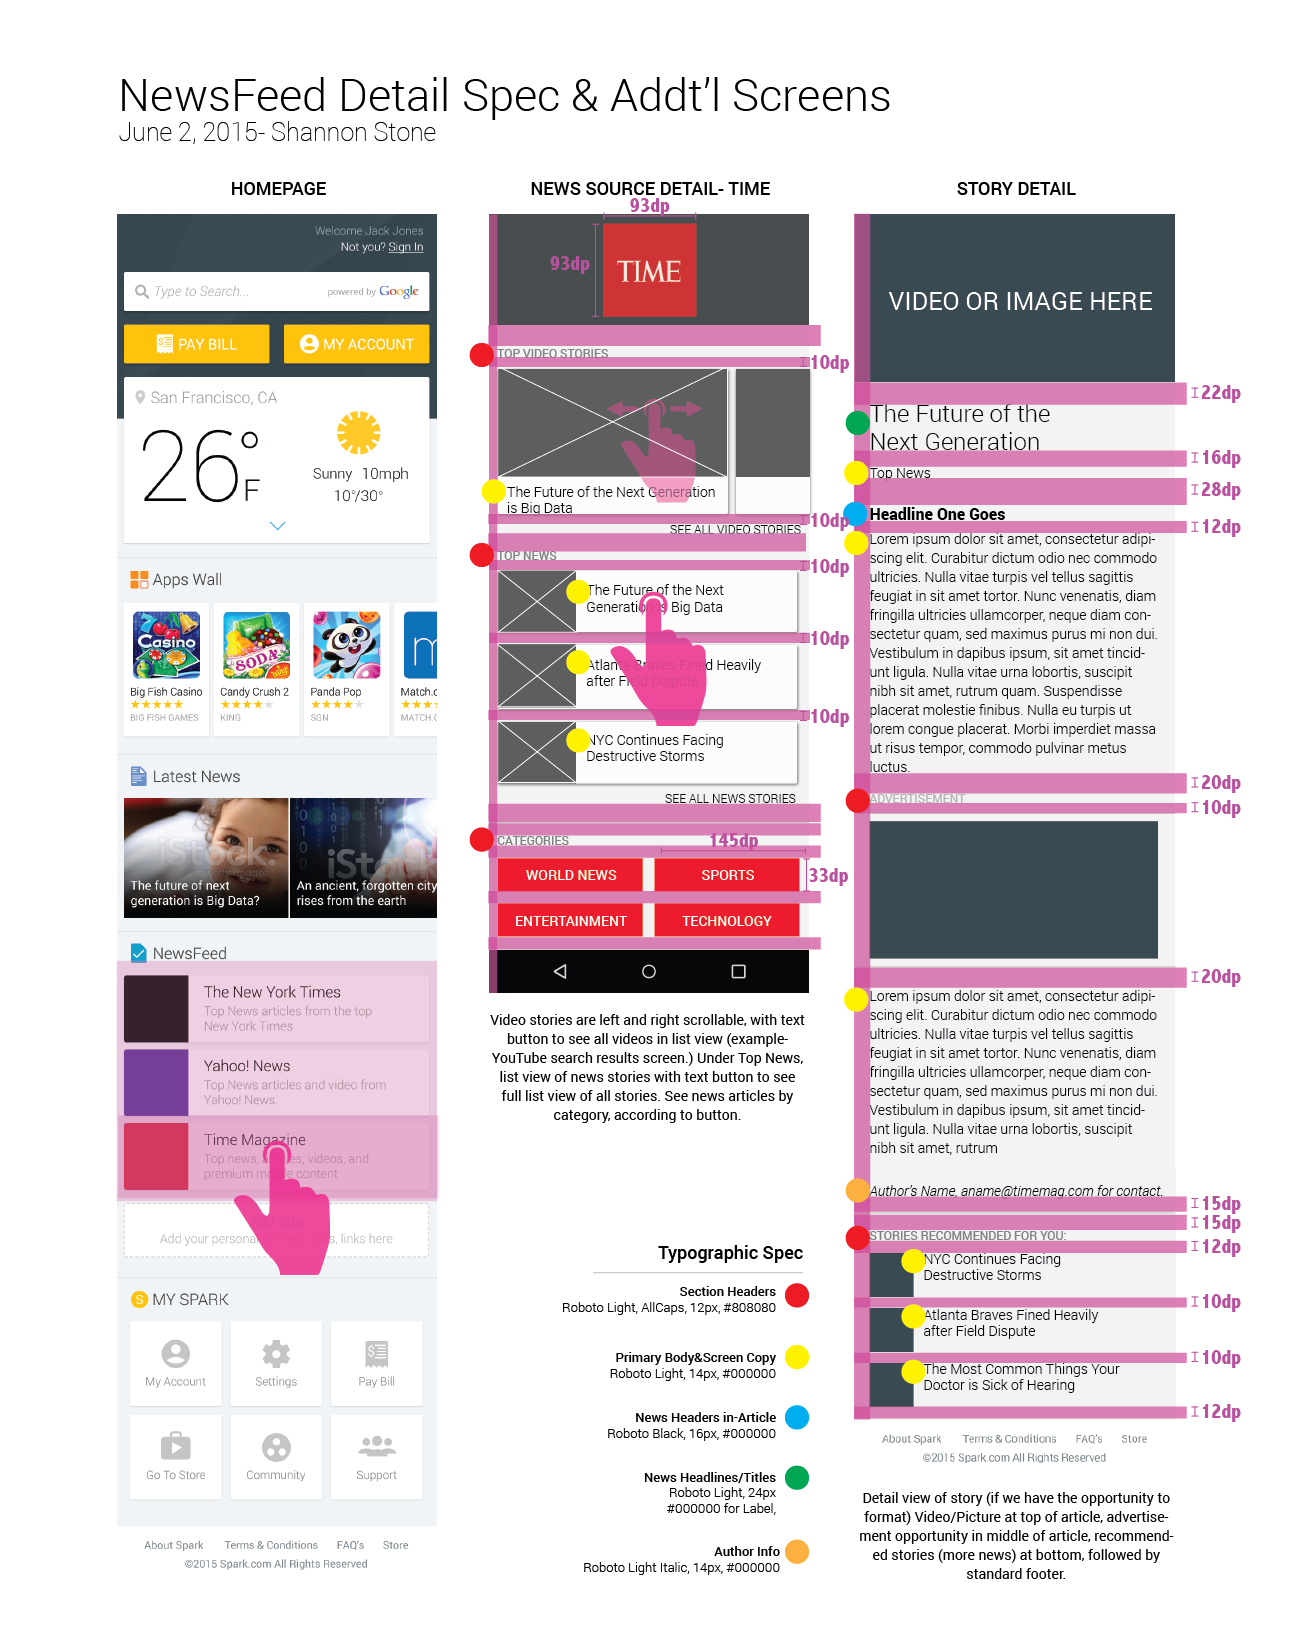 NewsFeed Detail Spec & Addt'l Screens
June 2, 2015- Shannon Stone
HOMEPAGE
Welcome Jack Jones
Not you? Sign In
Type to Search...
powered by Google
PAY BILL
MY ACCOUNT
San Francisco, CA
26°F
Sunny 10mph
10°/30°
Apps Wall
Casino
SODA
m
Big Fish Casino
BIG FISH GAMES
Candy Crush 2
KING
Panda Pop
SGN
Match.c
MATCH.C
Latest News
iStock.
iStock
The future of next
generation is Big Data?
An ancient, forgotten city
rises from the earth
NewsFeed
The New York Times
Top News articles from the top
New York Times
Yahoo! News
Top News articles and video from
Yahoo! News.
Time Magazine
Top news, videos, and
premium content
Add your links here
S MY SPARK
My Account
Settings
Pay Bill
Go To Store
Community
Support
About Spark Terms & Conditions FAQ's Store
©2015 Spark.com All Rights Reserved
NEWS SOURCE DETAIL- TIME
93dp
93dp
TIME
TOP VIDEO STORIES
10dp
The Future of the Next Generation
is Big Data
10dp
SEE ALL VIDEO STORIES
TOP NEWS
10dp
The Future of the Next
Generation is Big Data
10dp
Atlanta Braves Fined Heavily
after Field Dispute
10dp
NYC Continues Facing
Destructive Storms
SEE ALL NEWS STORIES
CATEGORIES
145dp
33dp
WORLD NEWS
SPORTS
ENTERTAINMENT
TECHNOLOGY
Video stories are left and right scrollable, with text
button to see all videos in list view (example-
YouTube search results screen.) Under Top News,
list view of news stories with text button to see
full list view of all stories. See news articles by
category, according to button.
Typographic Spec
Section Headers
Roboto Light, AllCaps, 12px, #808080
Primary Body&Screen Copy
Roboto Light, 14px, #000000
News Headers in-Article
Roboto Black, 16px, #000000
News Headlines/Titles
Roboto Light, 24px
#000000 for Label,
Author Info
Roboto Light Italic, 14px, #000000
STORY DETAIL
VIDEO OR IMAGE HERE
22dp
The Future of the
Next Generation
16dp
Top News
28dp
Headline One Goes
12dp
Lorem ipsum dolor sit amet, consectetur adipi-
scing elit. Curabitur dictum odio nec commodo
ultricies. Nulla vitae turpis vel tellus sagittis
feugiat in sit amet tortor. Nunc venenatis, diam
fringilla ultricies ullamcorper, neque diam con-
sectetur quam, sed maximus purus mi non dui.
Vestibulum in dapibus ipsum, sit amet tincid-
unt ligula. Nulla vitae urna lobortis, suscipit
nibh sit amet, rutrum quam. Suspendisse
placerat molestie finibus. Nulla eu turpis ut
lorem congue placerat. Morbi imperdiet massa
ut risus tempor, commodo pulvinar metus
luctus.
20dp
ADVERTISEMENT
10dp
20dp
Lorem ipsum dolor sit amet, consectetur adipi-
scing elit. Curabitur dictum odio nec commodo
ultricies. Nulla vitae turpis vel tellus sagittis
feugiat in sit amet tortor. Nunc venenatis, diam
fringilla ultricies ullamcorper, neque diam con-
sectetur quam, sed maximus purus mi non dui.
Vestibulum in dapibus ipsum, sit amet tincid-
unt ligula. Nulla vitae urna lobortis, suscipit
nibh sit amet, rutrum
Author's Name, aname@timemag.com for contact.
15dp
15dp
STORIES RECOMMENDED FOR YOU:
12dp
NYC Continues Facing
Destructive Storms
10dp
Atlanta Braves Fined Heavily
after Field Dispute
10dp
The Most Common Things Your
Doctor is Sick of Hearing
12dp
About Spark Terms & Conditions FAQ's Store
©2015 Spark.com All Rights Reserved
Detail view of story (if we have the opportunity to
format) Video/Picture at top of article, advertise-
ment opportunity in middle of article, recommend-
ed stories (more news) at bottom, followed by
standard footer.